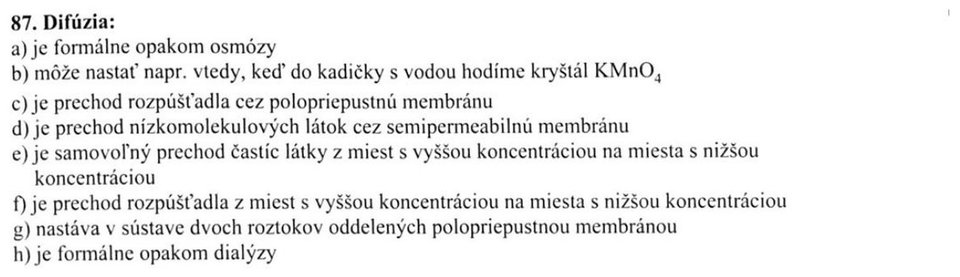 87. Difúzia:
a) je formálne opakom osmózy
b) môže nastať napr. vtedy, keď do kadičky s vodou hodíme kryštál KMnO₄
c) je prechod rozpúšťadla cez polopriepustnú membránu
d) je prechod nízkomolekulových látok cez semipermeabilnú membránu
e) je samovoľný prechod častíc látky z miest s vyššou koncentráciou na miesta s nižšou
koncentráciou
f) je prechod rozpúšťadla z miest s vyššou koncentráciou na miesta s nižšou koncentráciou
g) nastáva v sústave dvoch roztokov oddelených polopriepustnou membránou
h) je formálne opakom dialýzy